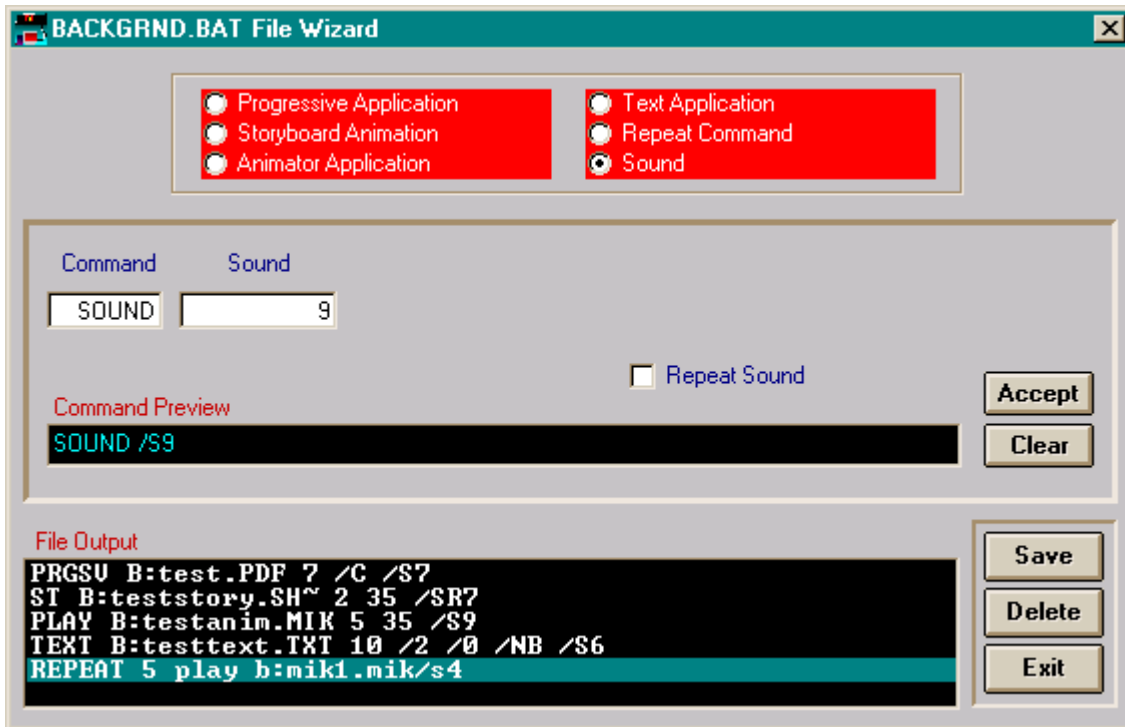 BACKGRND.BAT File Wizard
Progressive Application
Storyboard Animation
Animator Application
Text Application
Repeat Command
Sound
Command Sound
SOUND 9
Repeat Sound
Command Preview
SOUND /S9
Accept
Clear
File Output
PRGSV B:test.PDF 7 /C /S7
ST B:teststory.SH~ 2 35 /SR7
PLAY B:testanim.MIK 5 35 /S9
TEXT B:testtext.TXT 10 /2 /0 /NB /S6
REPEAT 5 play b:mik1.mik/s4
Save
Delete
Exit